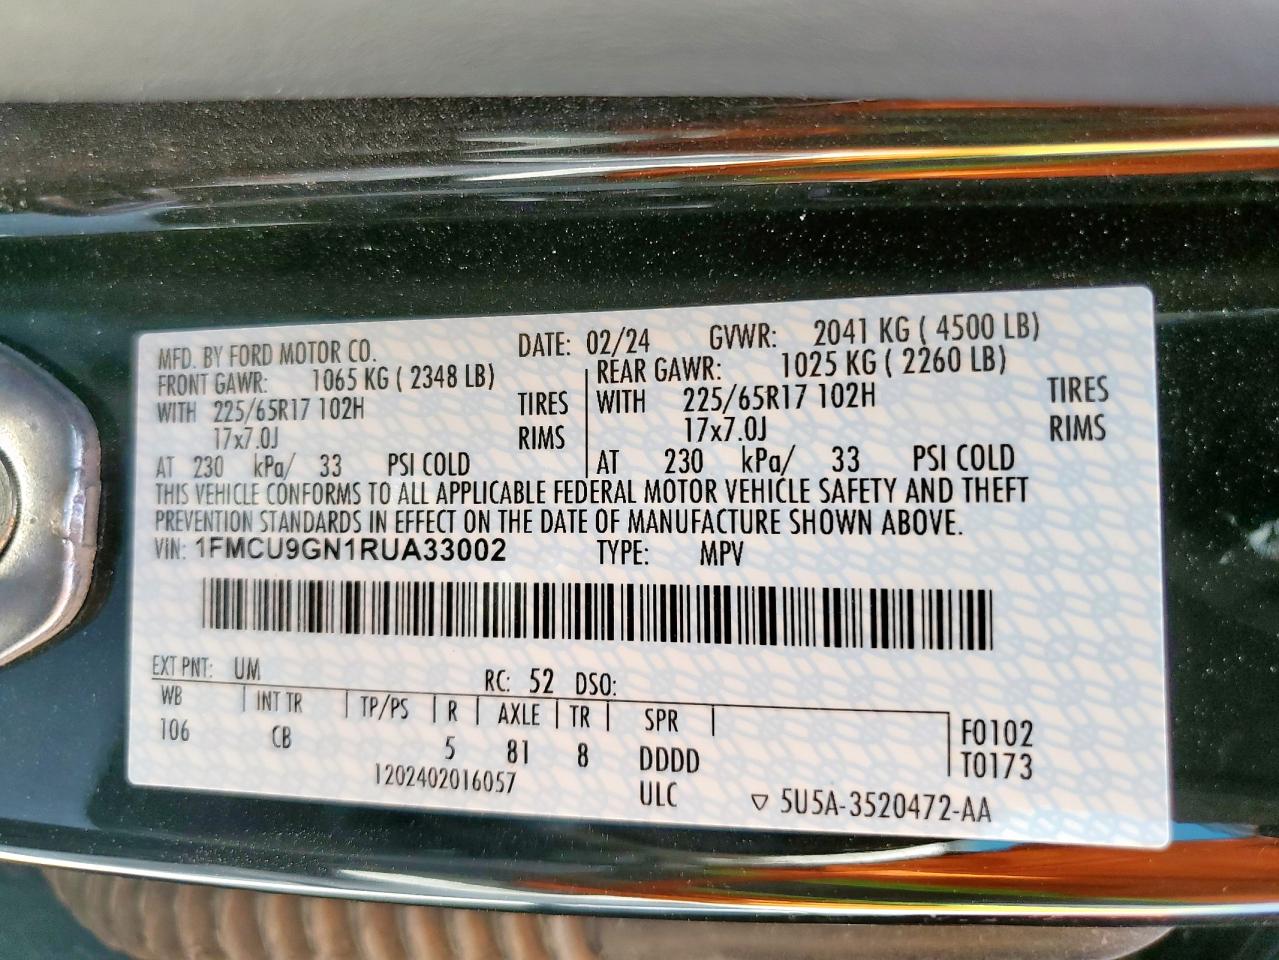 MFD. BY FORD MOTOR CO. DATE: 02/24 GVWR: 2041 KG ( 4500 LB)
FRONT GAWR: 1065 KG ( 2348 LB) REAR GAWR: 1025 KG ( 2260 LB)
WITH 225/65R17 102H TIRES WITH 225/65R17 102H TIRES
17x7.0J RIMS 17x7.0J RIMS
AT 230 kPa/ 33 PSI COLD AT 230 kPa/ 33 PSI COLD
THIS VEHICLE CONFORMS TO ALL APPLICABLE FEDERAL MOTOR VEHICLE SAFETY AND THEFT
PREVENTION STANDARDS IN EFFECT ON THE DATE OF MANUFACTURE SHOWN ABOVE.
VIN: 1FMCU9GN1RUA33002 TYPE: MPV
EXT PNT: UM RC: 52 DSO:
WB INT TR TP/PS R AXLE TR SPR F0102
106 CB 5 81 8 DDDD T0173
1202402016057 ULC ▽ 5U5A-3520472-AA